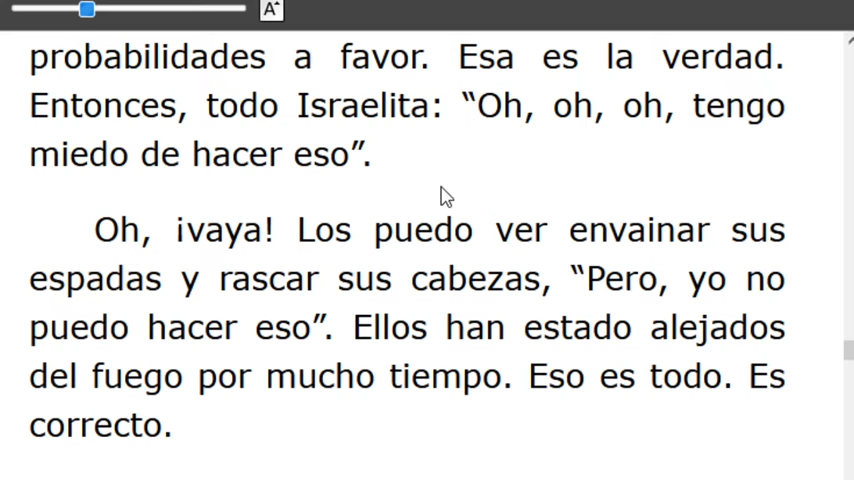 A
probabilidades a favor. Esa es la verdad.
Entonces, todo Israelita: “Oh, oh, oh, tengo
miedo de hacer eso”.
Oh, ¡vaya! Los puedo ver envainar sus
espadas y rascar sus cabezas, “Pero, yo no
puedo hacer eso”. Ellos han estado alejados
del fuego por mucho tiempo. Eso es todo. Es
correcto.